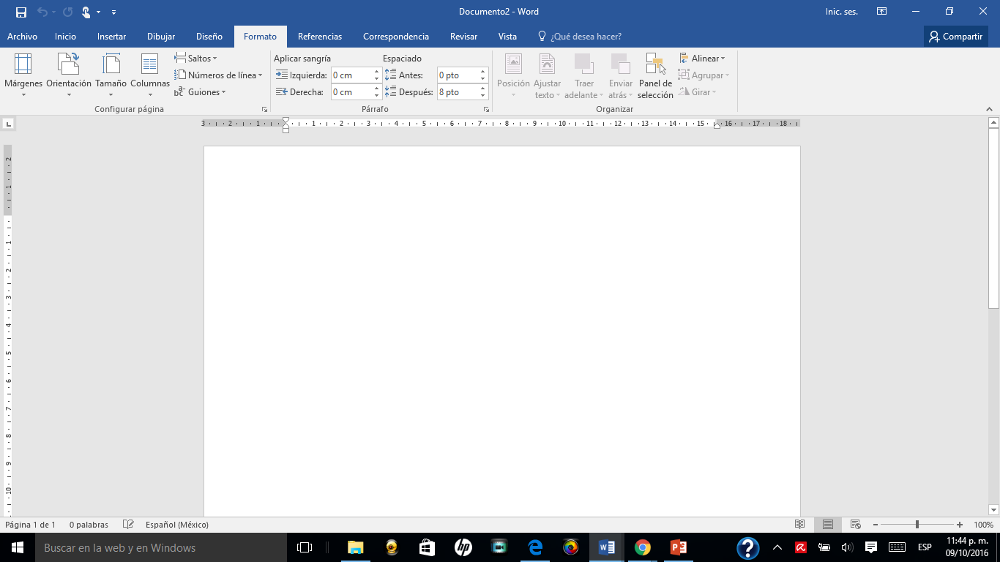 Documento2 - Word
Inic. ses.
Archivo Inicio Insertar Dibujar Diseño Formato Referencias Correspondencia Revisar Vista ¿Qué desea hacer? Compartir
Márgenes Orientación Tamaño Columnas
Saltos
Números de línea
Guiones
Configurar página
Aplicar sangría Espaciado
Izquierda: 0 cm Antes: 0 pto
Derecha: 0 cm Después: 8 pto
Párrafo
Posición
Ajustar texto
Traer adelante
Enviar atrás
Panel de selección
Alinear
Agrupar
Girar
Organizar
3 2 1 1 2 3 4 5 6 7 8 9 10 11 12 13 14 15 16 17 18
2
1
1
2
3
4
5
6
7
8
9
10
Página 1 de 1 0 palabras Español (México) 100%
Buscar en la web y en Windows
hp
ESP
11:44 p. m.
09/10/2016